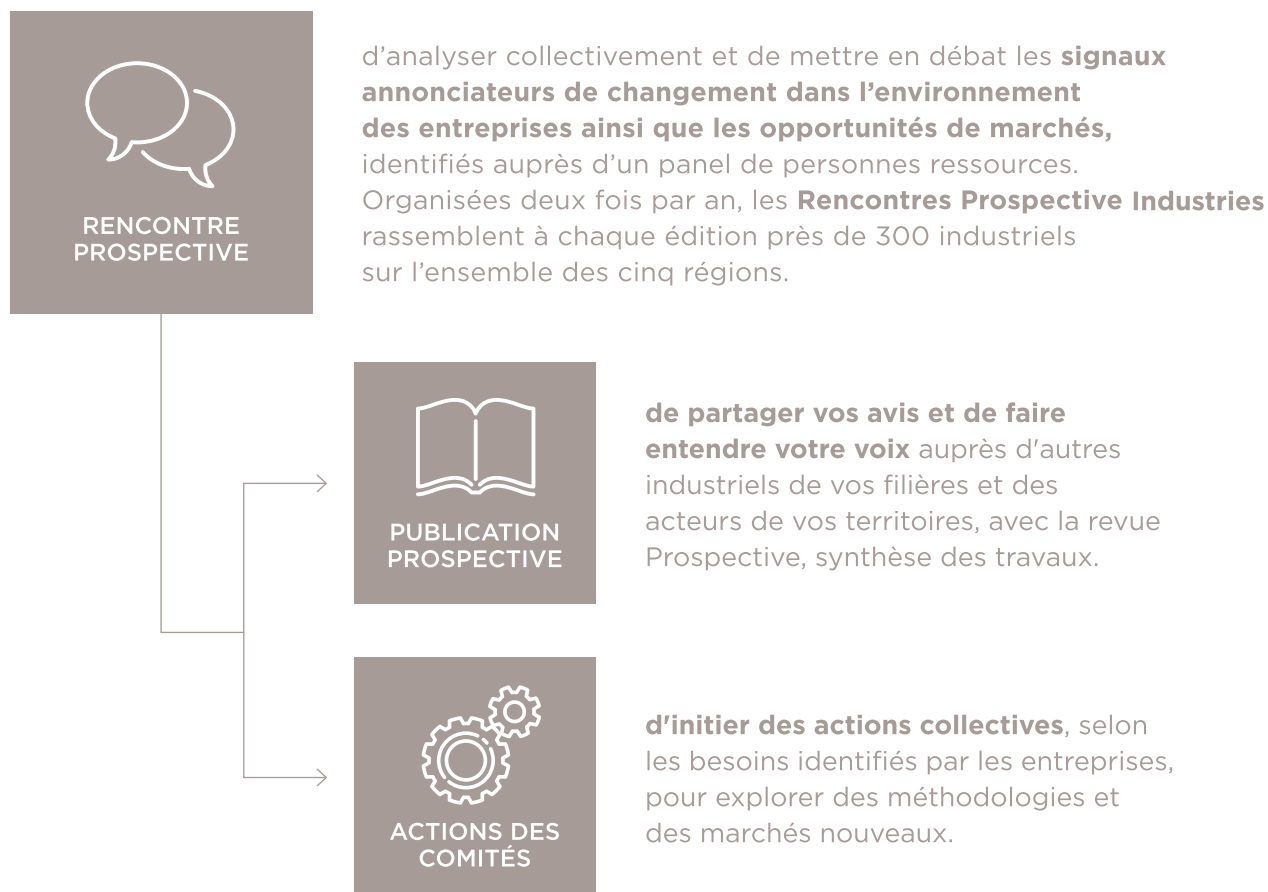 RENCONTRE
PROSPECTIVE
d’analyser collectivement et de mettre en débat les signaux
annonciateurs de changement dans l’environnement
des entreprises ainsi que les opportunités de marchés,
identifiés auprès d’un panel de personnes ressources.
Organisées deux fois par an, les Rencontres Prospective Industries
rassemblent à chaque édition près de 300 industriels
sur l’ensemble des cinq régions.
PUBLICATION
PROSPECTIVE
de partager vos avis et de faire
entendre votre voix auprès d'autres
industriels de vos filières et des
acteurs de vos territoires, avec la revue
Prospective, synthèse des travaux.
ACTIONS DES
COMITÉS
d'initier des actions collectives, selon
les besoins identifiés par les entreprises,
pour explorer des méthodologies et
des marchés nouveaux.